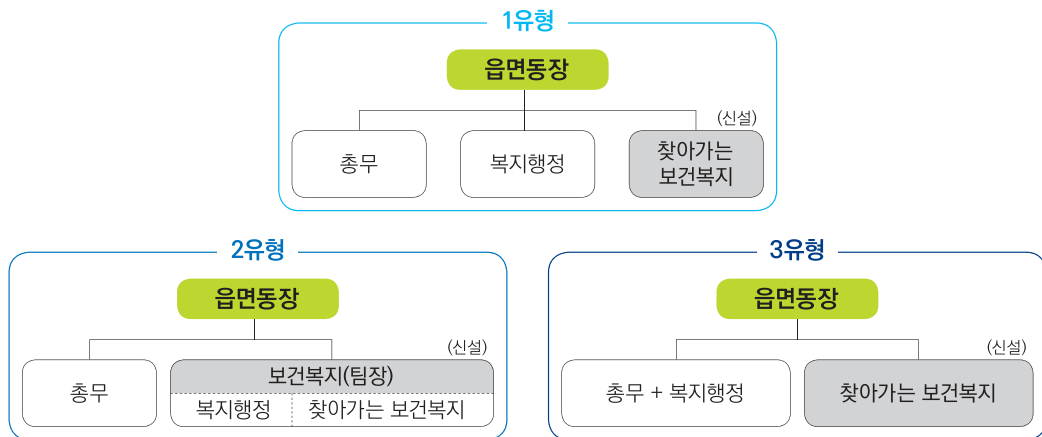 1유형
읍면동장
(신설)
총무
복지행정
찾아가는
보건복지
2유형
읍면동장
(신설)
총무
보건복지(팀장)
복지행정
찾아가는 보건복지
3유형
읍면동장
(신설)
총무 + 복지행정
찾아가는 보건복지